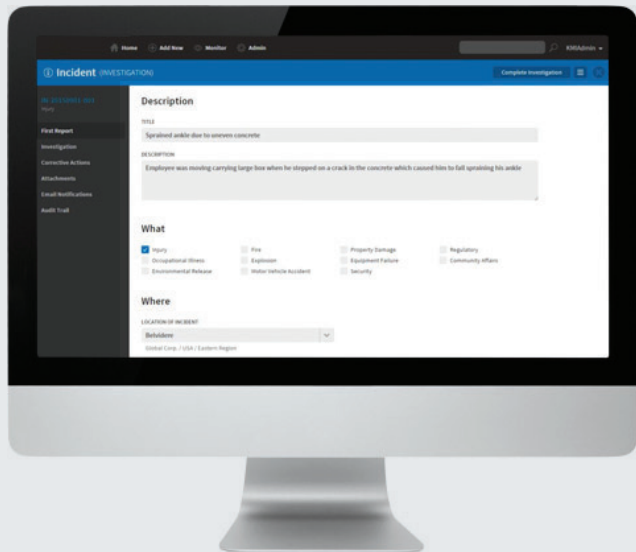 Home Add New Monitor Admin KMIAdmin
Incident (INVESTIGATION) Complete Investigation
Injury
First Report
Investigation
Corrective Actions
Attachments
Email Notifications
Audit Trail
Description
TITLE
Sprained ankle due to uneven concrete
DESCRIPTION
Employee was moving carrying large box when he stepped on a crack in the concrete which caused him to fall spraining his ankle
What
Injury Fire Property Damage Regulatory
Occupational Illness Explosion Equipment Failure Community Affairs
Environmental Release Motor Vehicle Accident Security
Where
LOCATION OF INCIDENT
Belvidere
Global Corp. / USA / Eastern Region